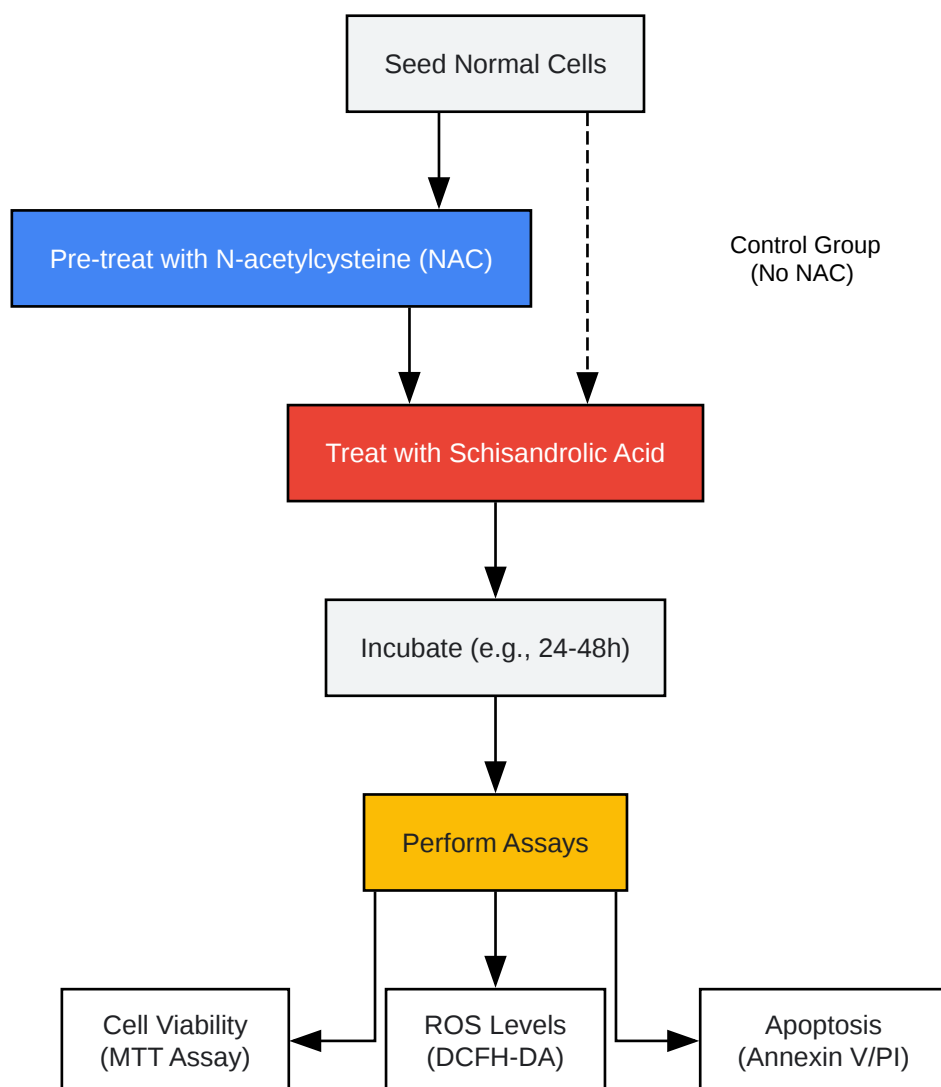 Seed Normal Cells
Pre-treat with N-acetylcysteine (NAC)
Control Group
(No NAC)
Treat with Schisandrolic Acid
Incubate (e.g., 24-48h)
Perform Assays
Cell Viability
(MTT Assay)
ROS Levels
(DCFH-DA)
Apoptosis
(Annexin V/PI)